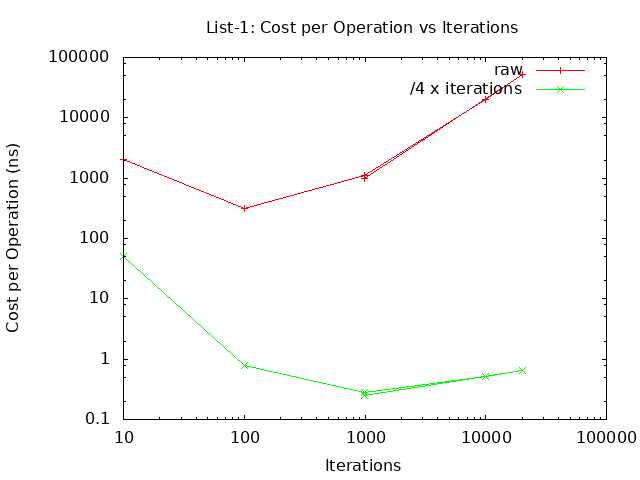 List-1: Cost per Operation vs Iterations
100000
10000
1000
100
10
1
0.1
Cost per Operation (ns)
raw
/4 x iterations
10 100 1000 10000 100000
Iterations